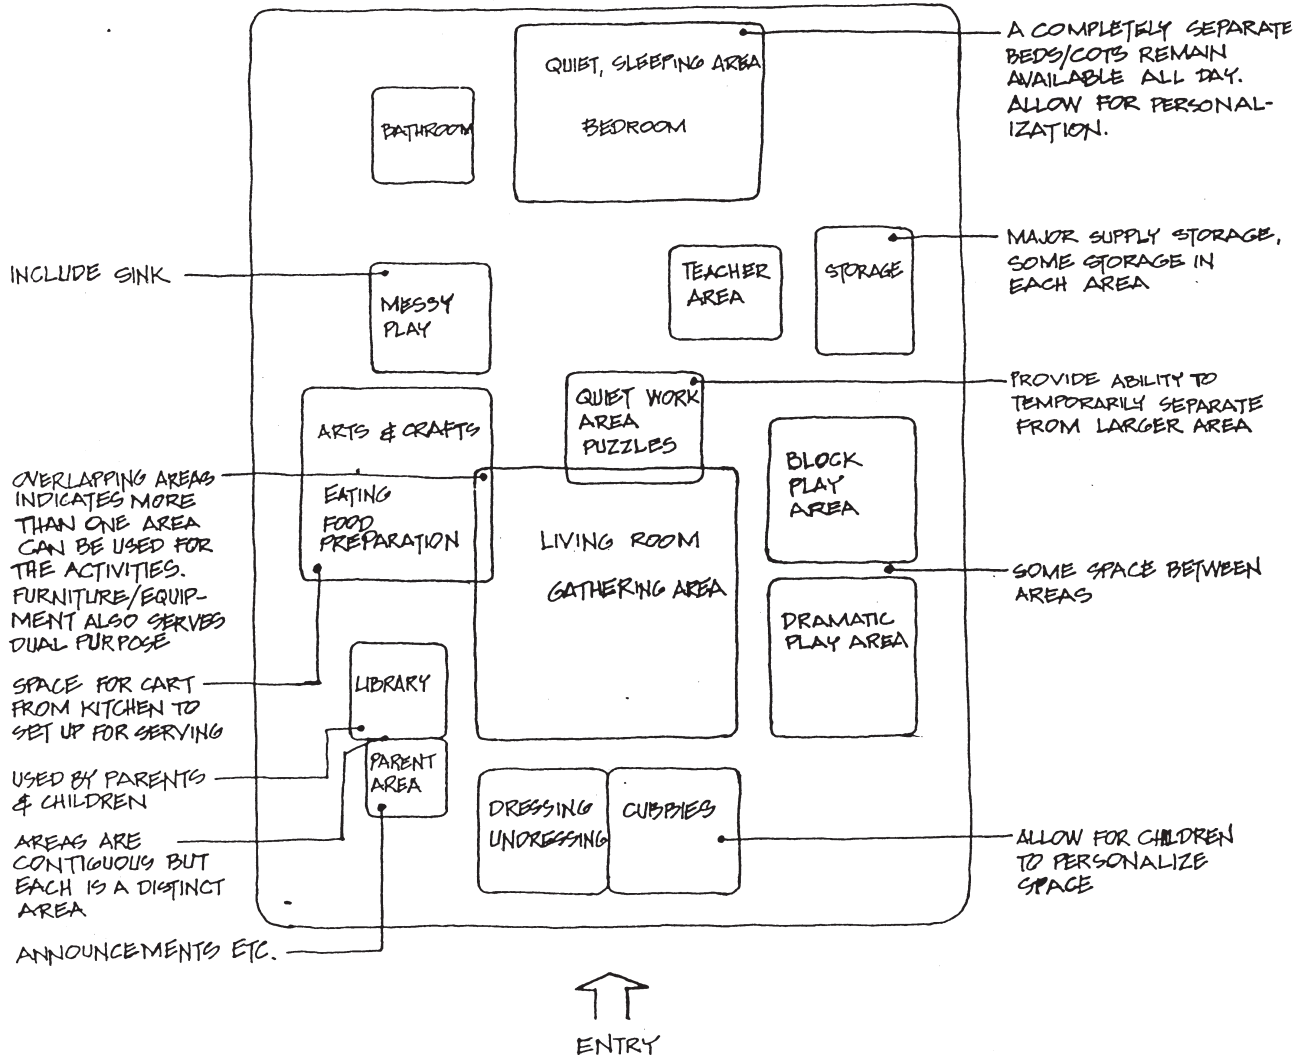 A COMPLETELY SEPARATE
BEDS/COTS REMAIN
AVAILABLE ALL DAY.
ALLOW FOR PERSONAL-
IZATION.
QUIET, SLEEPING AREA
BEDROOM
BATHROOM
MAJOR SUPPLY STORAGE,
SOME STORAGE IN
EACH AREA
INCLUDE SINK
MESSY
PLAY
TEACHER
AREA
STORAGE
PROVIDE ABILITY TO
TEMPORARILY SEPARATE
FROM LARGER AREA
QUIET WORK
AREA
PUZZLES
ARTS & CRAFTS
EATING
FOOD
PREPARATION
BLOCK
PLAY
AREA
OVERLAPPING AREAS
INDICATES MORE
THAN ONE AREA
CAN BE USED FOR
THE ACTIVITIES.
FURNITURE/EQUIP-
MENT ALSO SERVES
DUAL PURPOSE
LIVING ROOM
GATHERING AREA
SOME SPACE BETWEEN
AREAS
DRAMATIC
PLAY AREA
SPACE FOR CART
FROM KITCHEN TO
SET UP FOR SERVING
LIBRARY
USED BY PARENTS
& CHILDREN
PARENT
AREA
DRESSING
UNDRESSING
CUBBIES
AREAS ARE
CONTIGUOUS BUT
EACH IS A DISTINCT
AREA
ALLOW FOR CHILDREN
TO PERSONALIZE
SPACE
ANNOUNCEMENTS ETC.
ENTRY